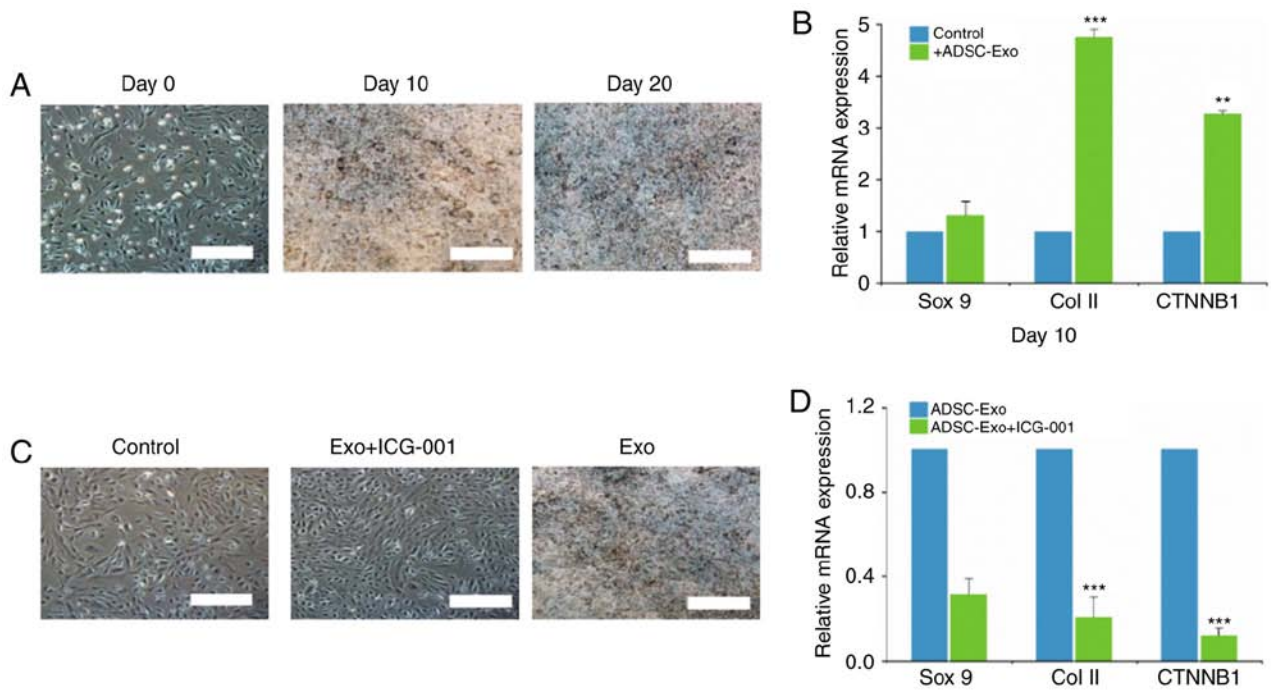 A
Day 0
Day 10
Day 20
B
Relative mRNA expression
5
4
3
2
1
0
Control
+ADSC-Exo
***
**
Sox 9
Col II
CTNNB1
Day 10
C
Control
Exo+ICG-001
Exo
D
Relative mRNA expression
1.2
0.8
0.4
0.0
ADSC-Exo
ADSC-Exo+ICG-001
***
***
Sox 9
Col II
CTNNB1